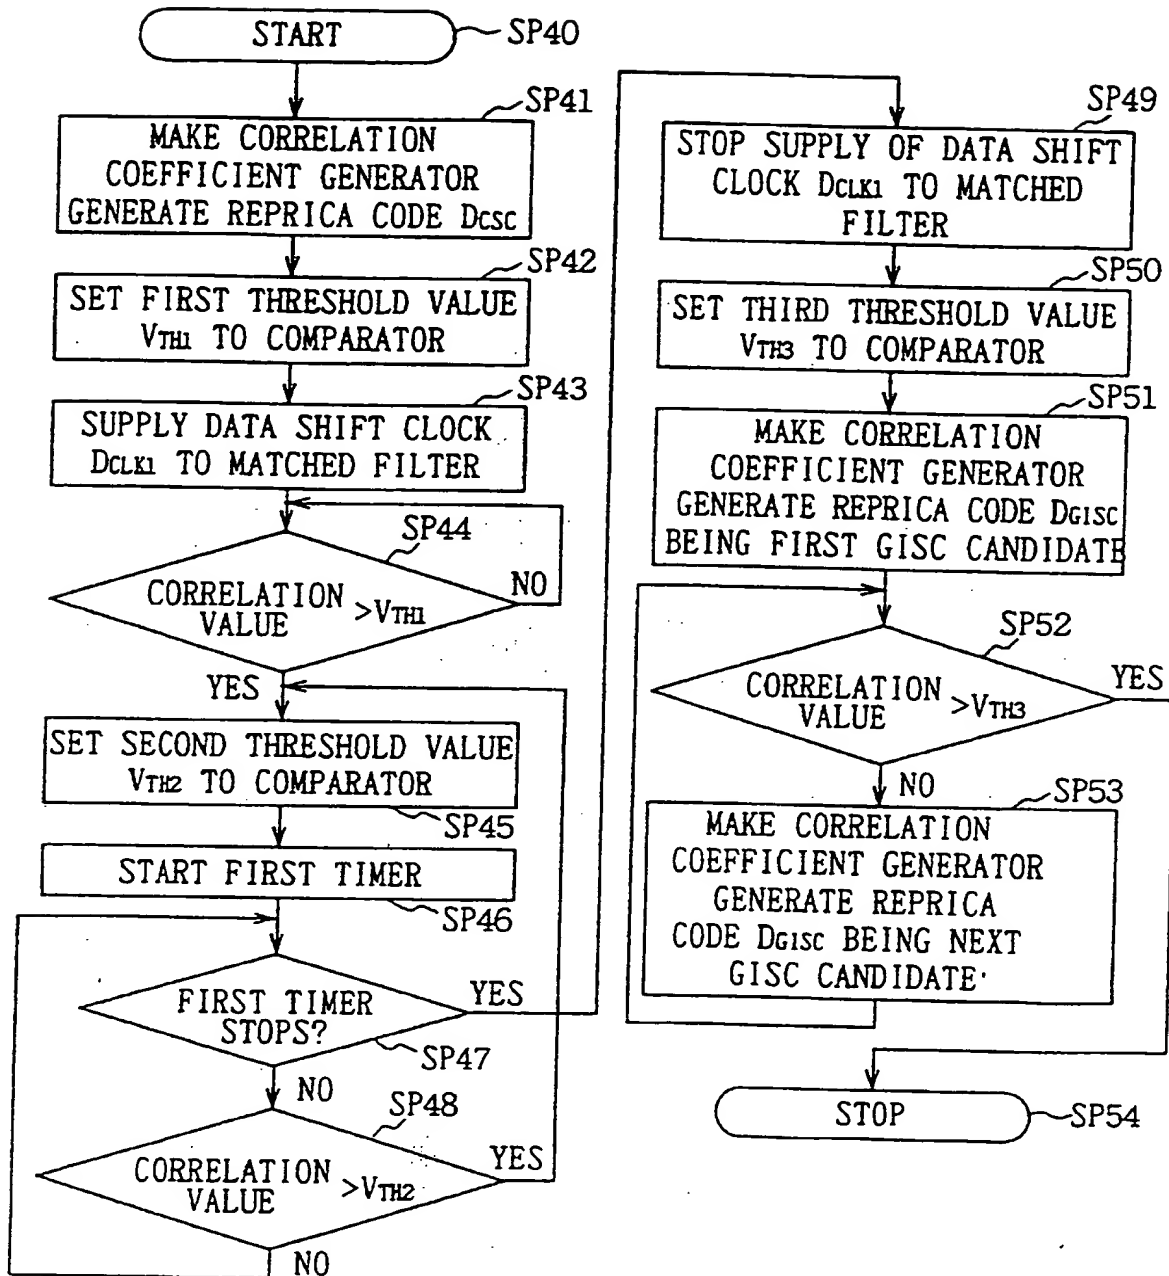 START
SP40
SP41
MAKE CORRELATION
COEFFICIENT GENERATOR
GENERATE REPRICA CODE DCSC
SP42
SET FIRST THRESHOLD VALUE
VTH1 TO COMPARATOR
SP43
SUPPLY DATA SHIFT CLOCK
DCLK1 TO MATCHED FILTER
SP44
CORRELATION
VALUE
>VTH1
NO
YES
SET SECOND THRESHOLD VALUE
VTH2 TO COMPARATOR
SP45
START FIRST TIMER
SP46
FIRST TIMER
STOPS?
YES
SP47
NO
SP48
CORRELATION
VALUE
>VTH2
YES
NO
SP49
STOP SUPPLY OF DATA SHIFT
CLOCK DCLK1 TO MATCHED
FILTER
SP50
SET THIRD THRESHOLD VALUE
VTH3 TO COMPARATOR
SP51
MAKE CORRELATION
COEFFICIENT GENERATOR
GENERATE REPRICA CODE DGISC
BEING FIRST GISC CANDIDATE
SP52
CORRELATION
VALUE
>VTH3
YES
NO
SP53
MAKE CORRELATION
COEFFICIENT GENERATOR
GENERATE REPRICA
CODE DGISC BEING NEXT
GISC CANDIDATE
STOP
SP54